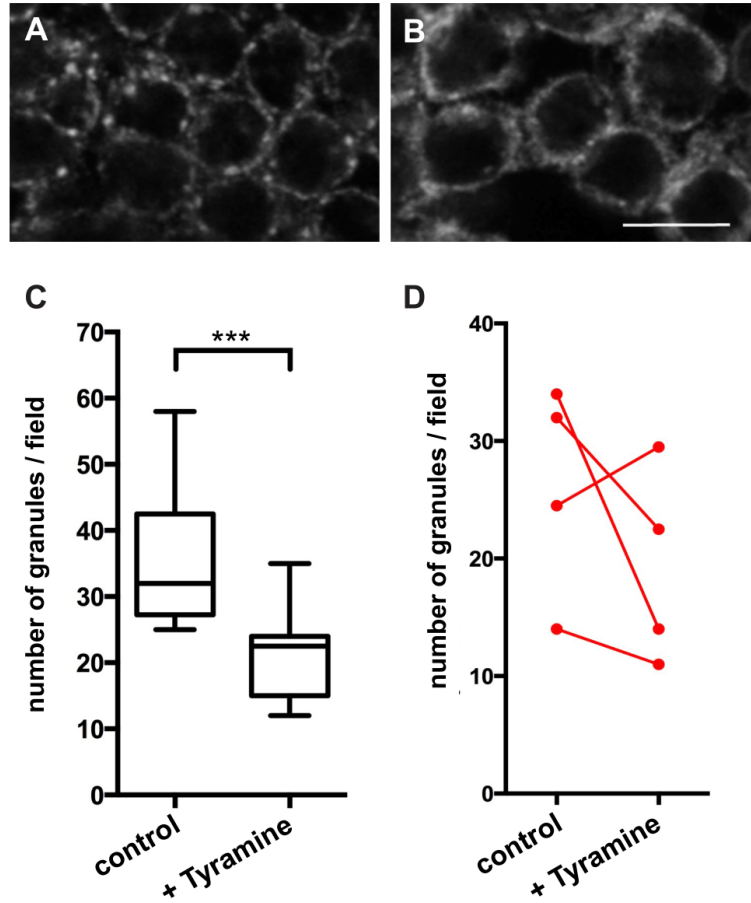 A
B
C
D
number of granules / field
70
60
50
40
30
20
10
0
***
control
+ Tyramine
number of granules / field
40
30
20
10
0
control
+ Tyramine